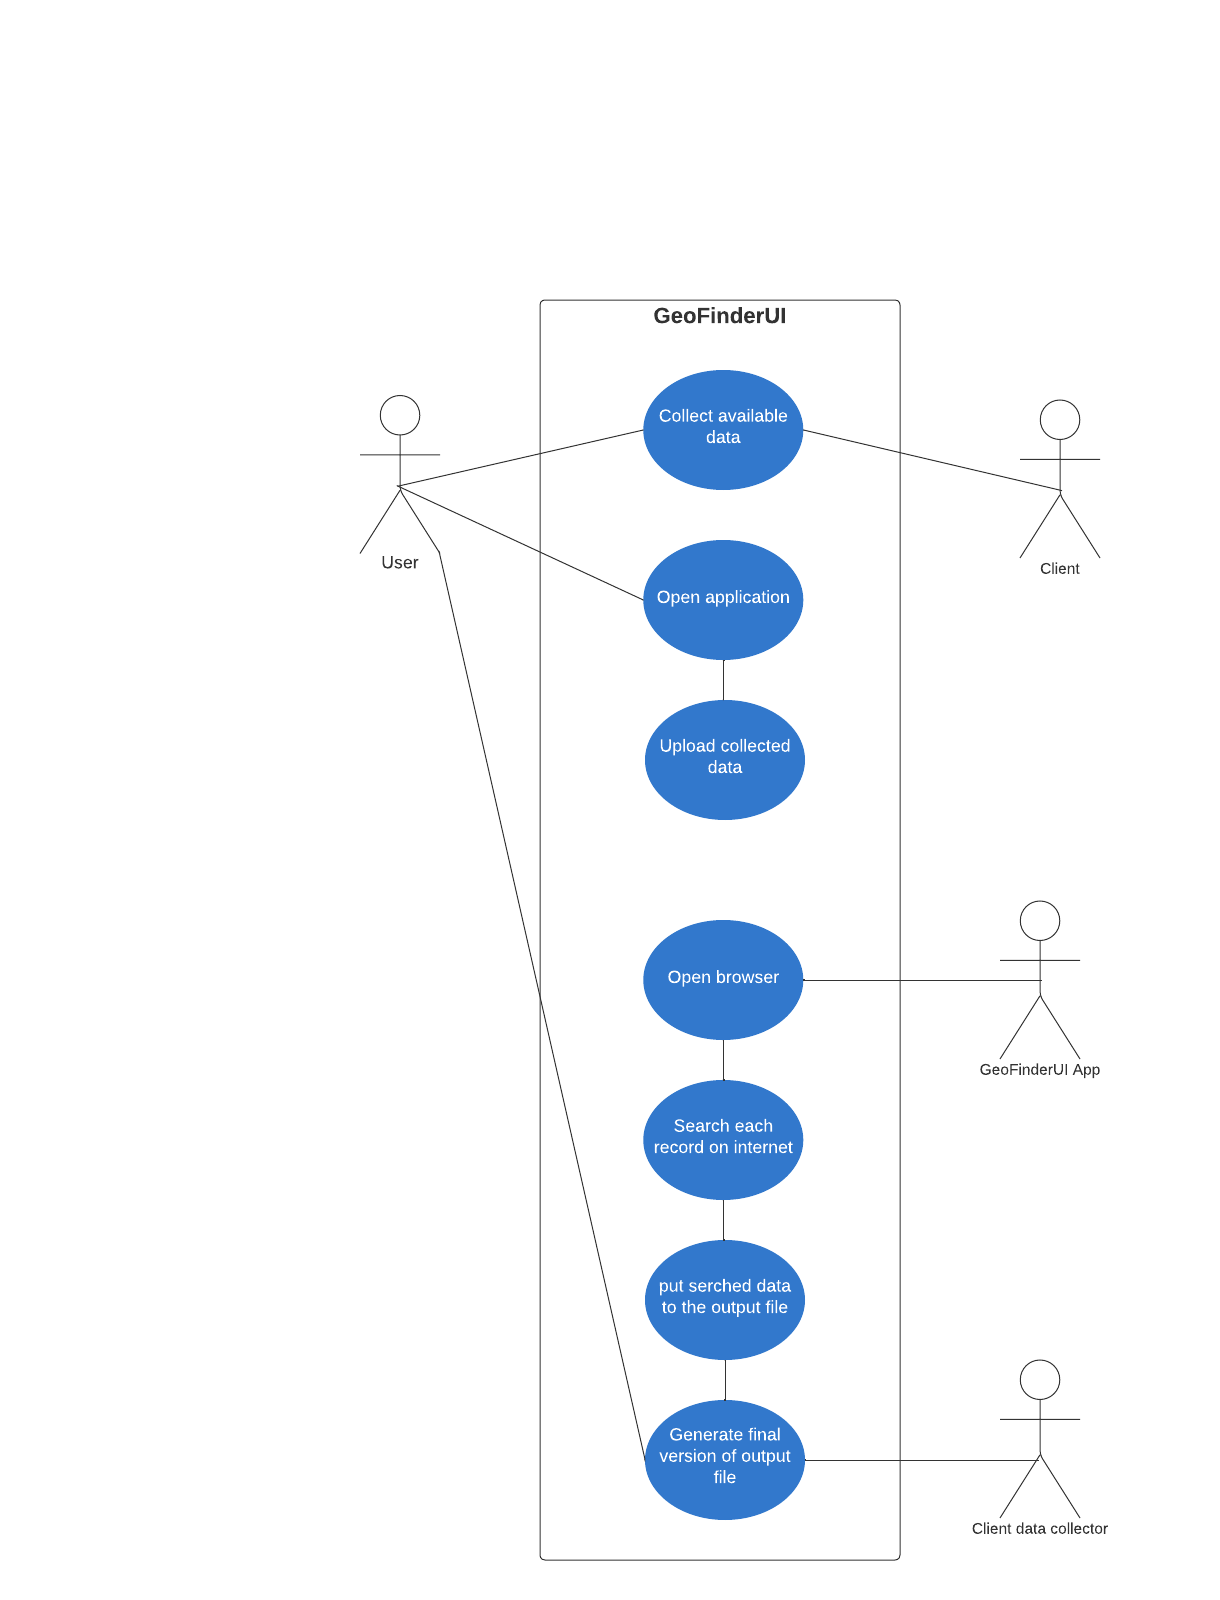 GeoFinderUI
Collect available
data
User
Client
Open application
Upload collected
data
Open browser
GeoFinderUI App
Search each
record on internet
put serched data
to the output file
Generate final
version of output
file
Client data collector